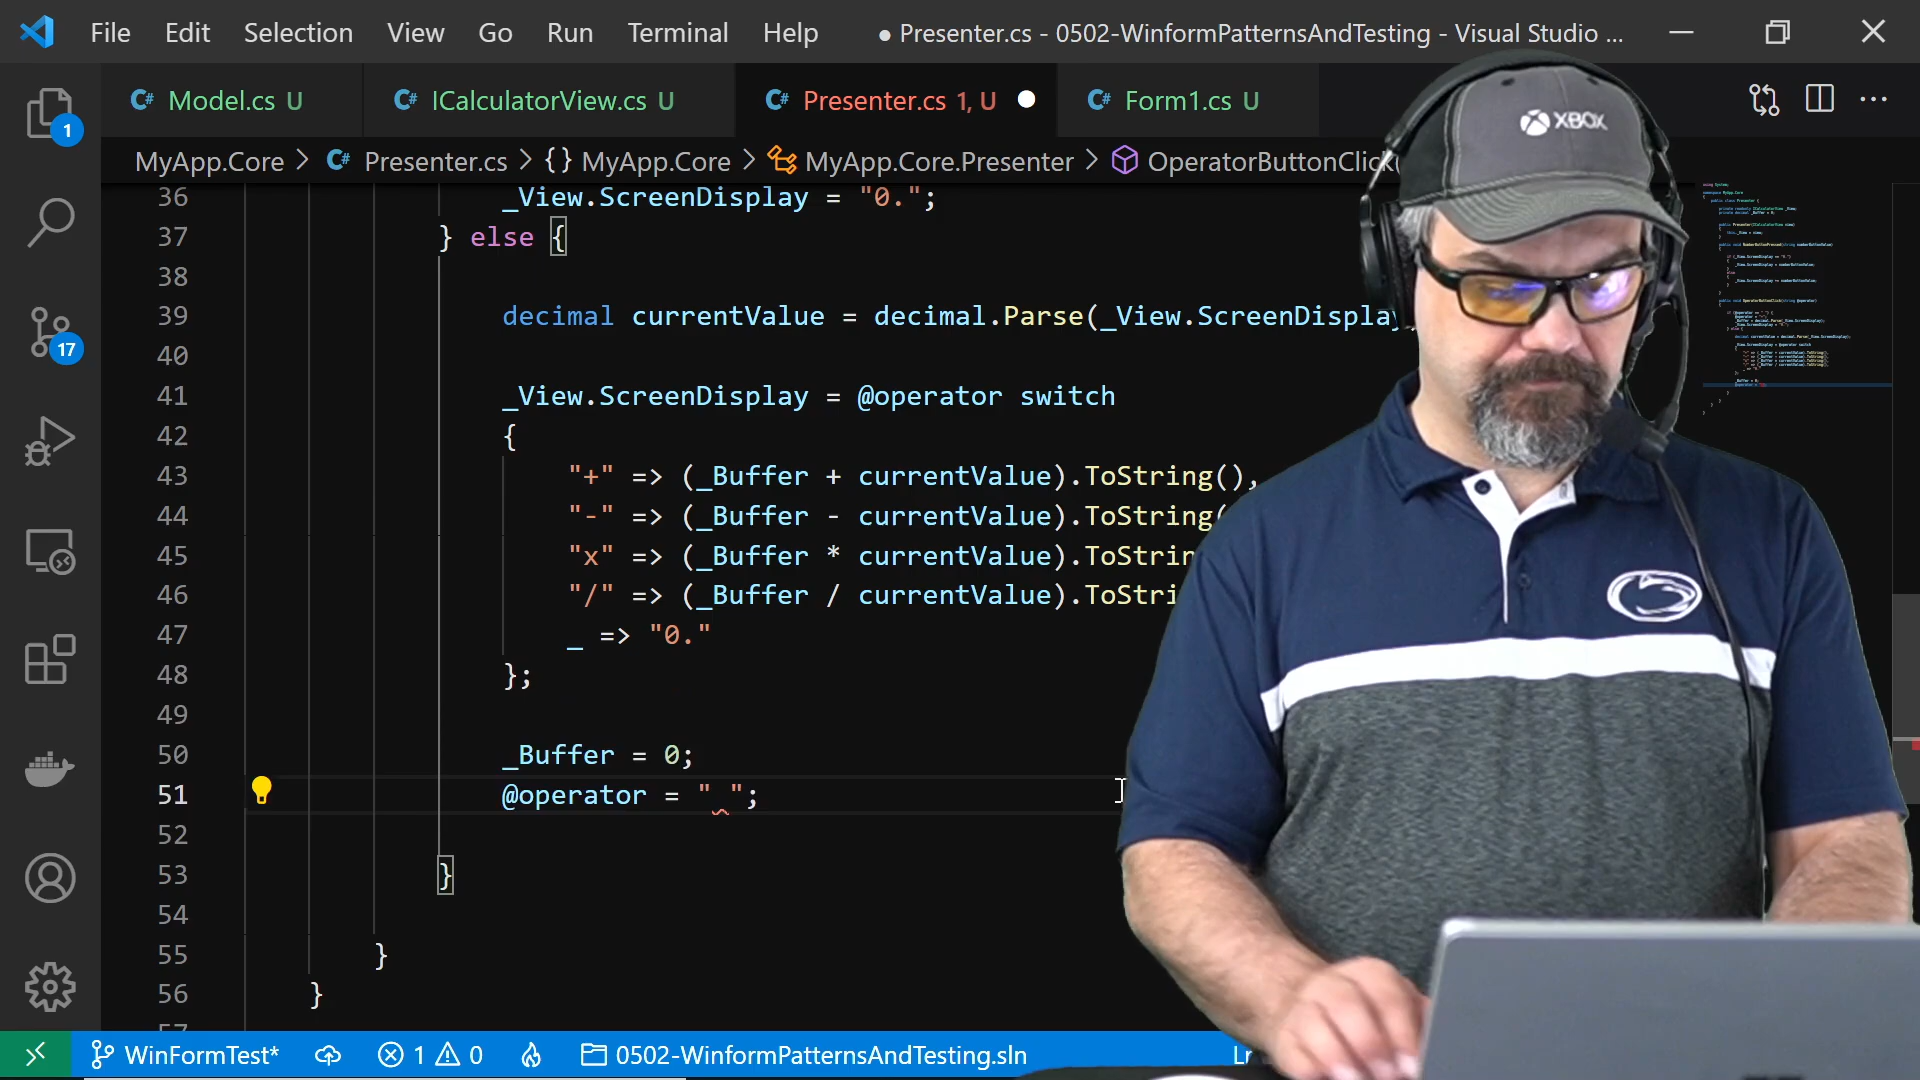 File Edit Selection View Go Run Terminal Help ● Presenter.cs - 0502-WinformPatternsAndTesting - Visual Studio ...
Model.cs U ICalculatorView.cs U Presenter.cs 1, U Form1.cs U
MyApp.Core > Presenter.cs > {} MyApp.Core > MyApp.Core.Presenter > OperatorButtonClick(
XBOX
1
17
36 _View.ScreenDisplay = "0.";
37 } else {
38
39 decimal currentValue = decimal.Parse(_View.ScreenDisplay
40
41 _View.ScreenDisplay = @operator switch
42 {
43 "+" => (_Buffer + currentValue).ToString(),
44 "-" => (_Buffer - currentValue).ToString(
45 "x" => (_Buffer * currentValue).ToStrin
46 "/" => (_Buffer / currentValue).ToStri
47 _ => "0."
48 };
49
50 _Buffer = 0;
51 @operator = " ";
52
53 }
54
55 }
56 }
57
WinFormTest* 1 0 0502-WinformPatternsAndTesting.sln Ln